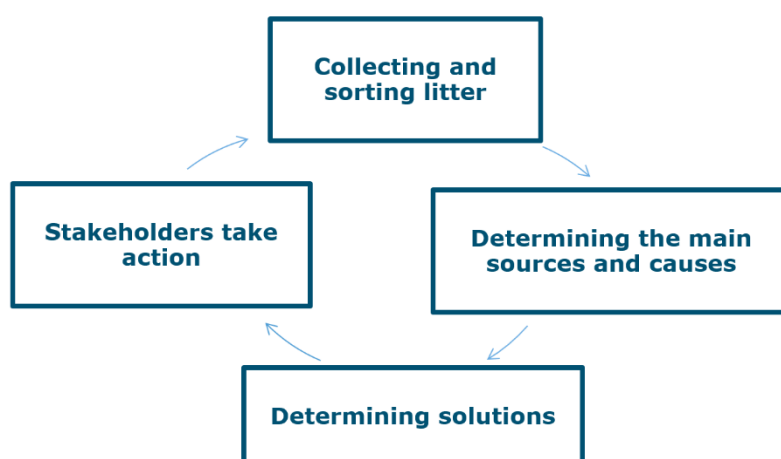 Collecting and
sorting litter
Stakeholders take
action
Determining the main
sources and causes
Determining solutions